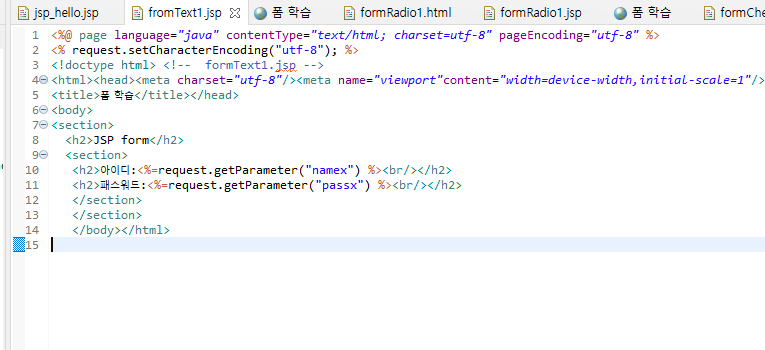 jsp_hello.jsp fromText1.jsp 폼 학습 formRadio1.html formRadio1.jsp 폼 학습 formChe
1 <%@ page language="java" contentType="text/html; charset=utf-8" pageEncoding="utf-8" %>
2 <% request.setCharacterEncoding("utf-8"); %>
3 <!doctype html> <!--  formText1.jsp -->
4 <html><head><meta charset="utf-8"/><meta name="viewport"content="width=device-width,initial-scale=1"/>
5 <title>폼 학습</title></head>
6 <body>
7 <section>
8 <h2>JSP form</h2>
9 <section>
10 <h2>아이디:<%=request.getParameter("namex") %><br/></h2>
11 <h2>패스워드:<%=request.getParameter("passx") %><br/></h2>
12 </section>
13 </section>
14 </body></html>
15